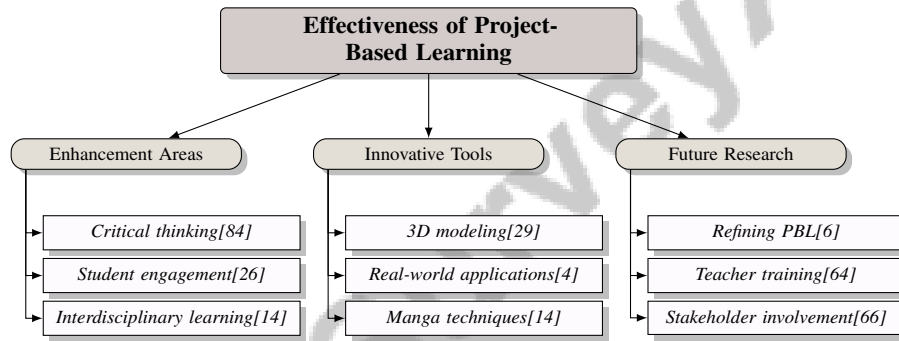 Effectiveness of Project-
Based Learning
Enhancement Areas
Innovative Tools
Future Research
Critical thinking[84]
3D modeling[29]
Refining PBL[6]
Student engagement[26]
Real-world applications[4]
Teacher training[64]
Interdisciplinary learning[14]
Manga techniques[14]
Stakeholder involvement[66]